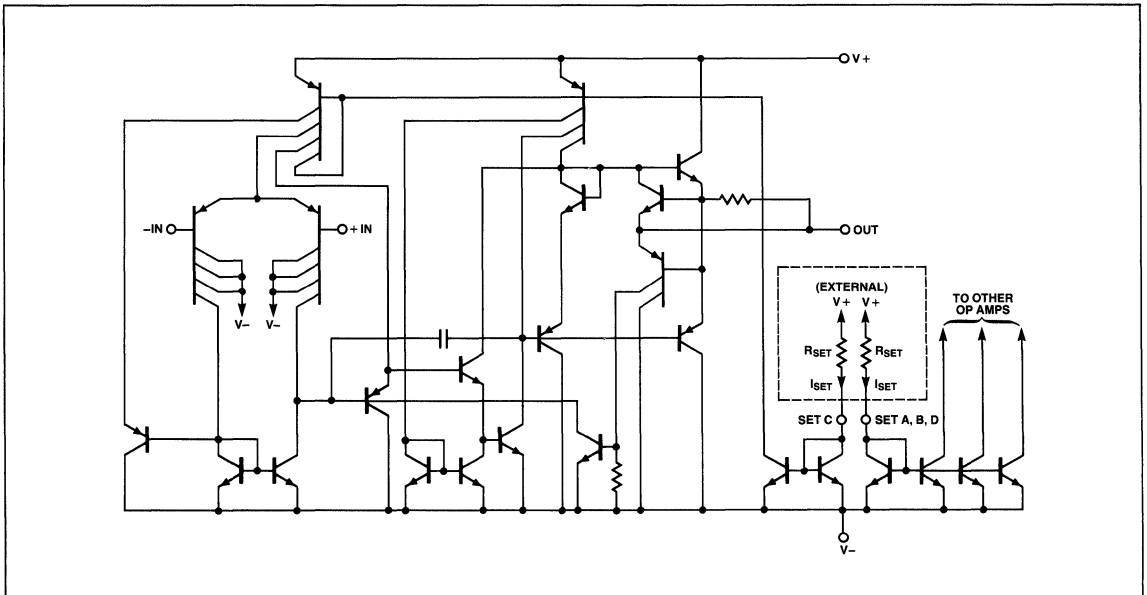 V+
−IN
+ IN
V− V−
OUT
(EXTERNAL)
V+ V+
RSET RSET
ISET ISET
SET C SET A, B, D
TO OTHER
OP AMPS
V−